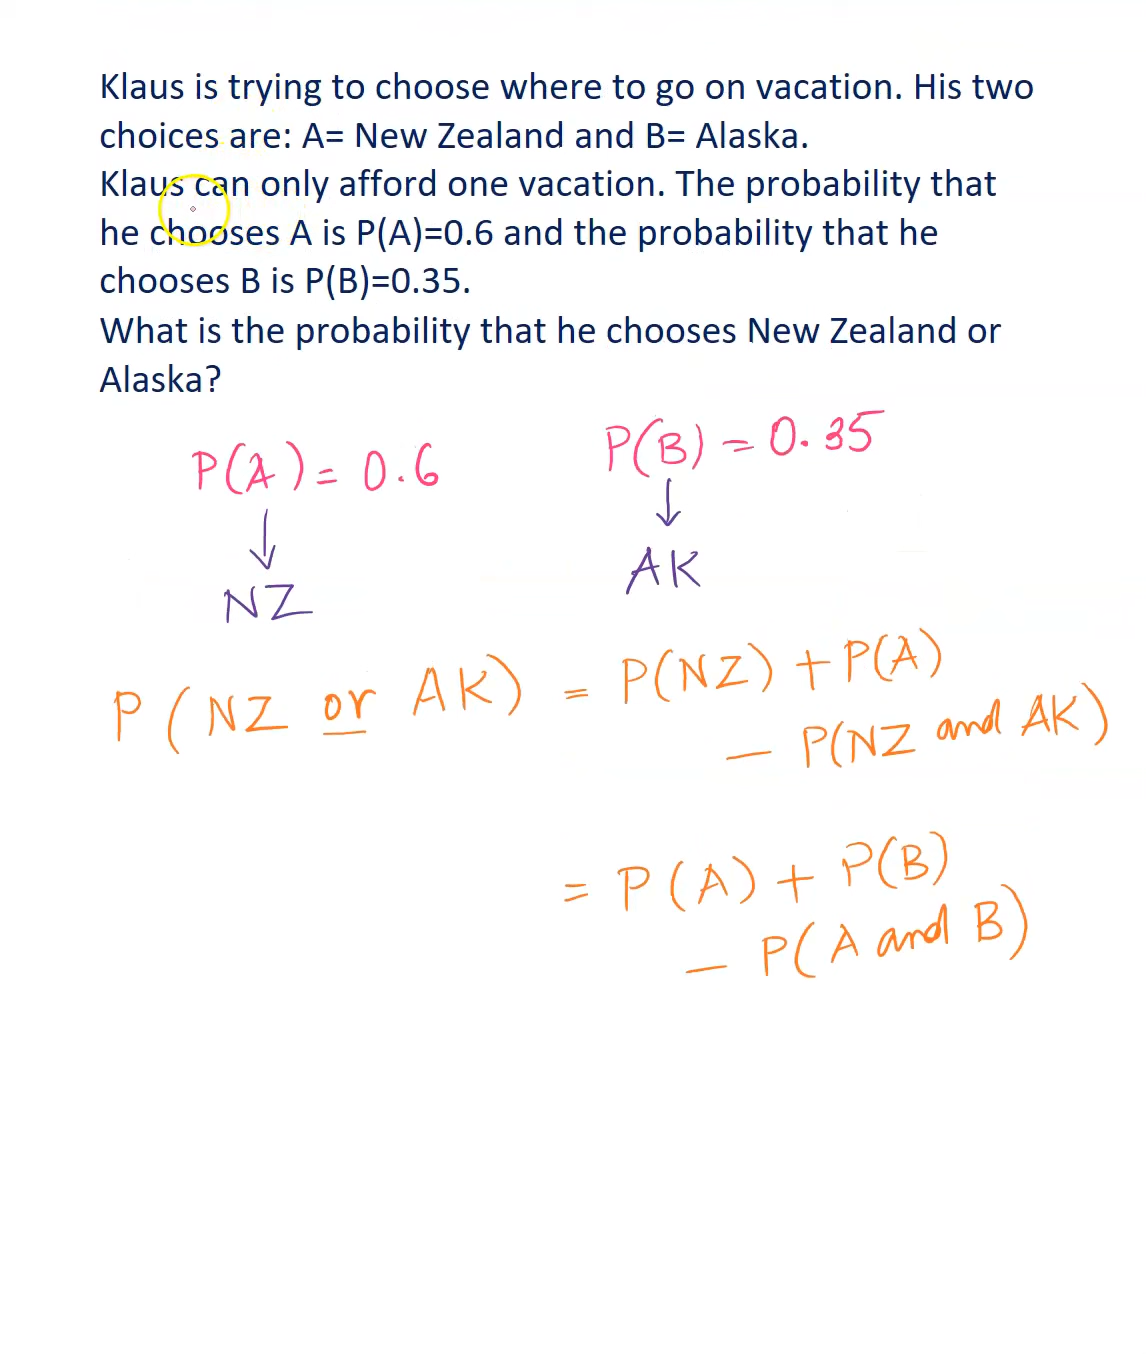 Klaus is trying to choose where to go on vacation. His two
choices are: A= New Zealand and B= Alaska.
Klaus can only afford one vacation. The probability that
he chooses A is P(A)=0.6 and the probability that he
chooses B is P(B)=0.35.
What is the probability that he chooses New Zealand or
Alaska?
P(A) = 0.6
P(B) = 0.35
↓
↓
NZ
AK
P(NZ or AK) = P(NZ) + P(A)
- P(NZ and AK)
= P(A) + P(B)
- P(A and B)